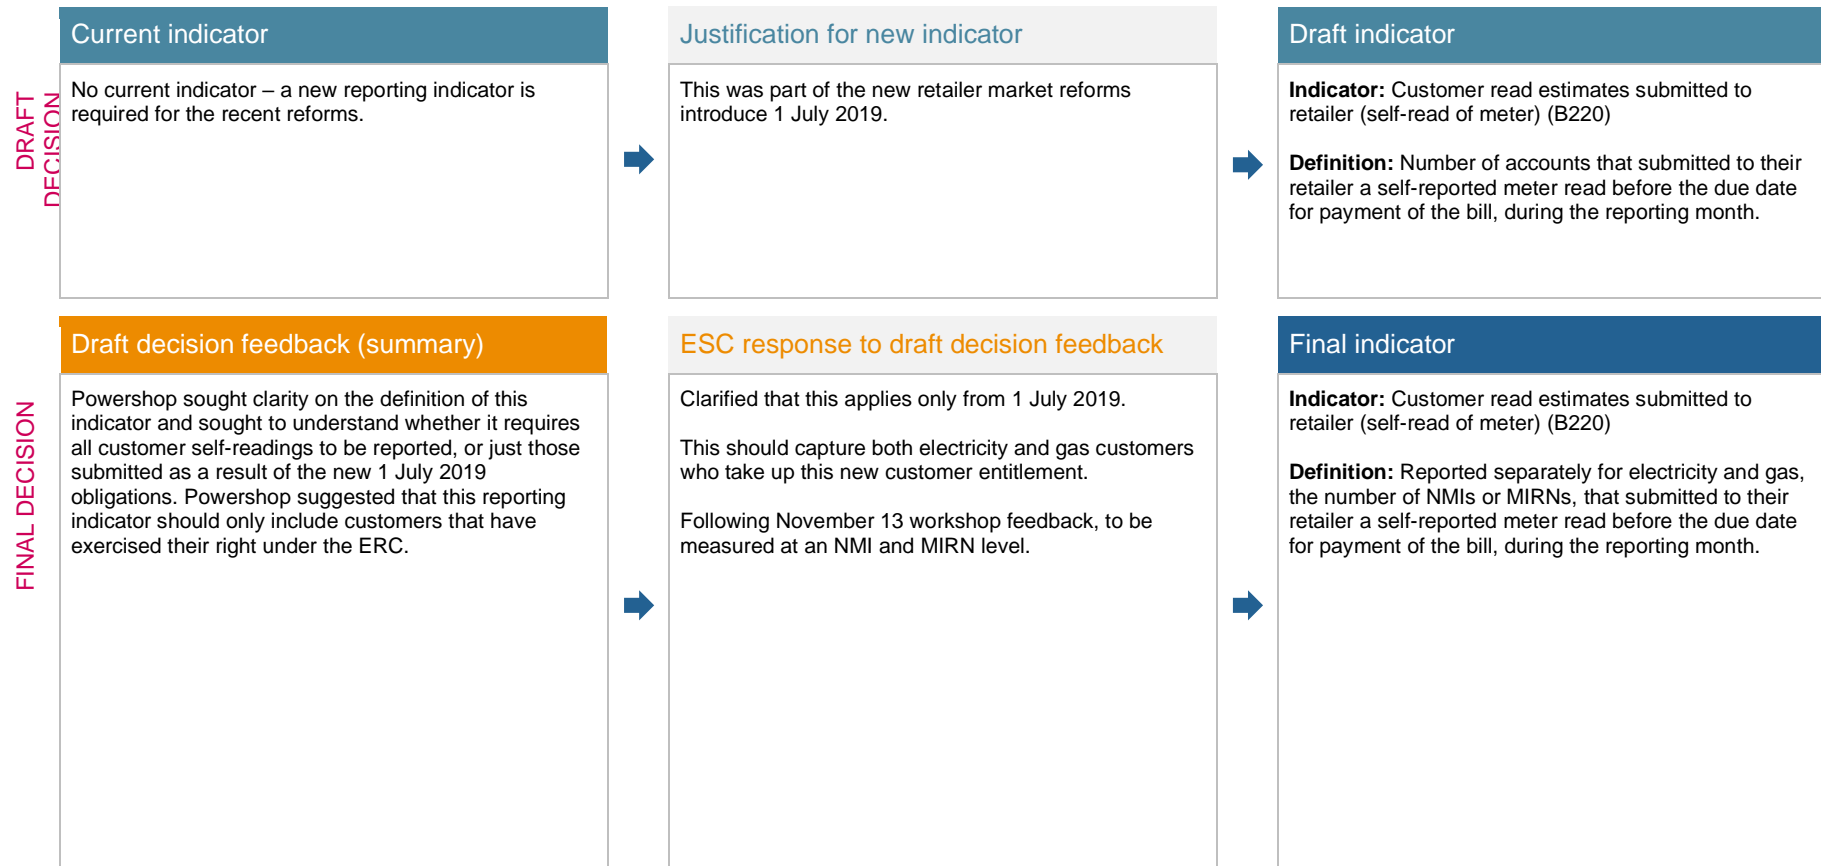 DRAFT
DECISION
Current indicator
No current indicator – a new reporting indicator is
required for the recent reforms.
Justification for new indicator
This was part of the new retailer market reforms
introduce 1 July 2019.
Draft indicator
Indicator: Customer read estimates submitted to
retailer (self-read of meter) (B220)
Definition: Number of accounts that submitted to their
retailer a self-reported meter read before the due date
for payment of the bill, during the reporting month.
FINAL DECISION
Draft decision feedback (summary)
Powershop sought clarity on the definition of this
indicator and sought to understand whether it requires
all customer self-readings to be reported, or just those
submitted as a result of the new 1 July 2019
obligations. Powershop suggested that this reporting
indicator should only include customers that have
exercised their right under the ERC.
ESC response to draft decision feedback
Clarified that this applies only from 1 July 2019.
This should capture both electricity and gas customers
who take up this new customer entitlement.
Following November 13 workshop feedback, to be
measured at an NMI and MIRN level.
Final indicator
Indicator: Customer read estimates submitted to
retailer (self-read of meter) (B220)
Definition: Reported separately for electricity and gas,
the number of NMIs or MIRNs, that submitted to their
retailer a self-reported meter read before the due date
for payment of the bill, during the reporting month.